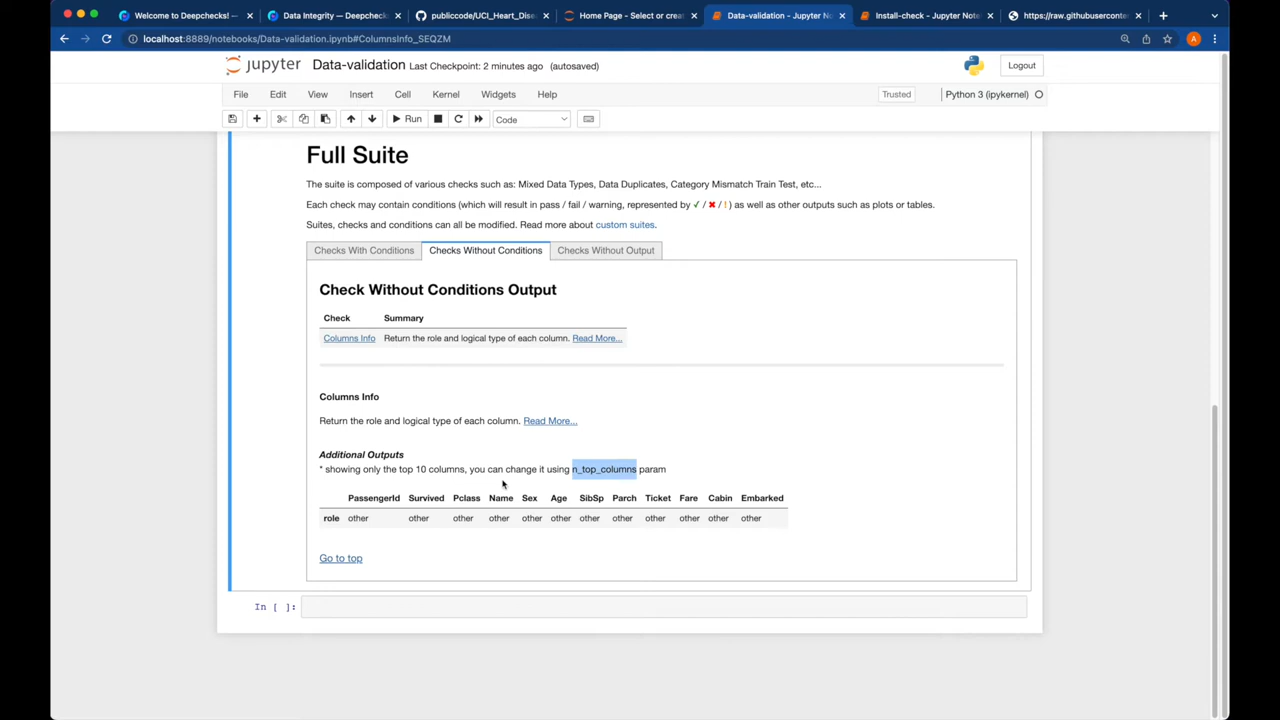 Welcome to Deepchecks! —
Data Integrity — Deepchecks
publiccode/UCI_Heart_Dise
Home Page - Select or creat
Data-validation - Jupyter No
Install-check - Jupyter Note
https://raw.githubuserconter
localhost:8889/notebooks/Data-validation.ipynb#ColumnsInfo_SEQZM
A
jupyter Data-validation Last Checkpoint: 2 minutes ago (autosaved)
Logout
File Edit View Insert Cell Kernel Widgets Help
Trusted
Python 3 (ipykernel)
Run
Code
Full Suite
The suite is composed of various checks such as: Mixed Data Types, Data Duplicates, Category Mismatch Train Test, etc...
Each check may contain conditions (which will result in pass / fail / warning, represented by ✓ / ✖ / ! ) as well as other outputs such as plots or tables.
Suites, checks and conditions can all be modified. Read more about custom suites.
Checks With Conditions Checks Without Conditions Checks Without Output
Check Without Conditions Output
Check Summary
Columns Info Return the role and logical type of each column. Read More...
Columns Info
Return the role and logical type of each column. Read More...
Additional Outputs
* showing only the top 10 columns, you can change it using n_top_columns param
PassengerId Survived Pclass Name Sex Age SibSp Parch Ticket Fare Cabin Embarked
role other other other other other other other other other other other other
Go to top
In [ ]: